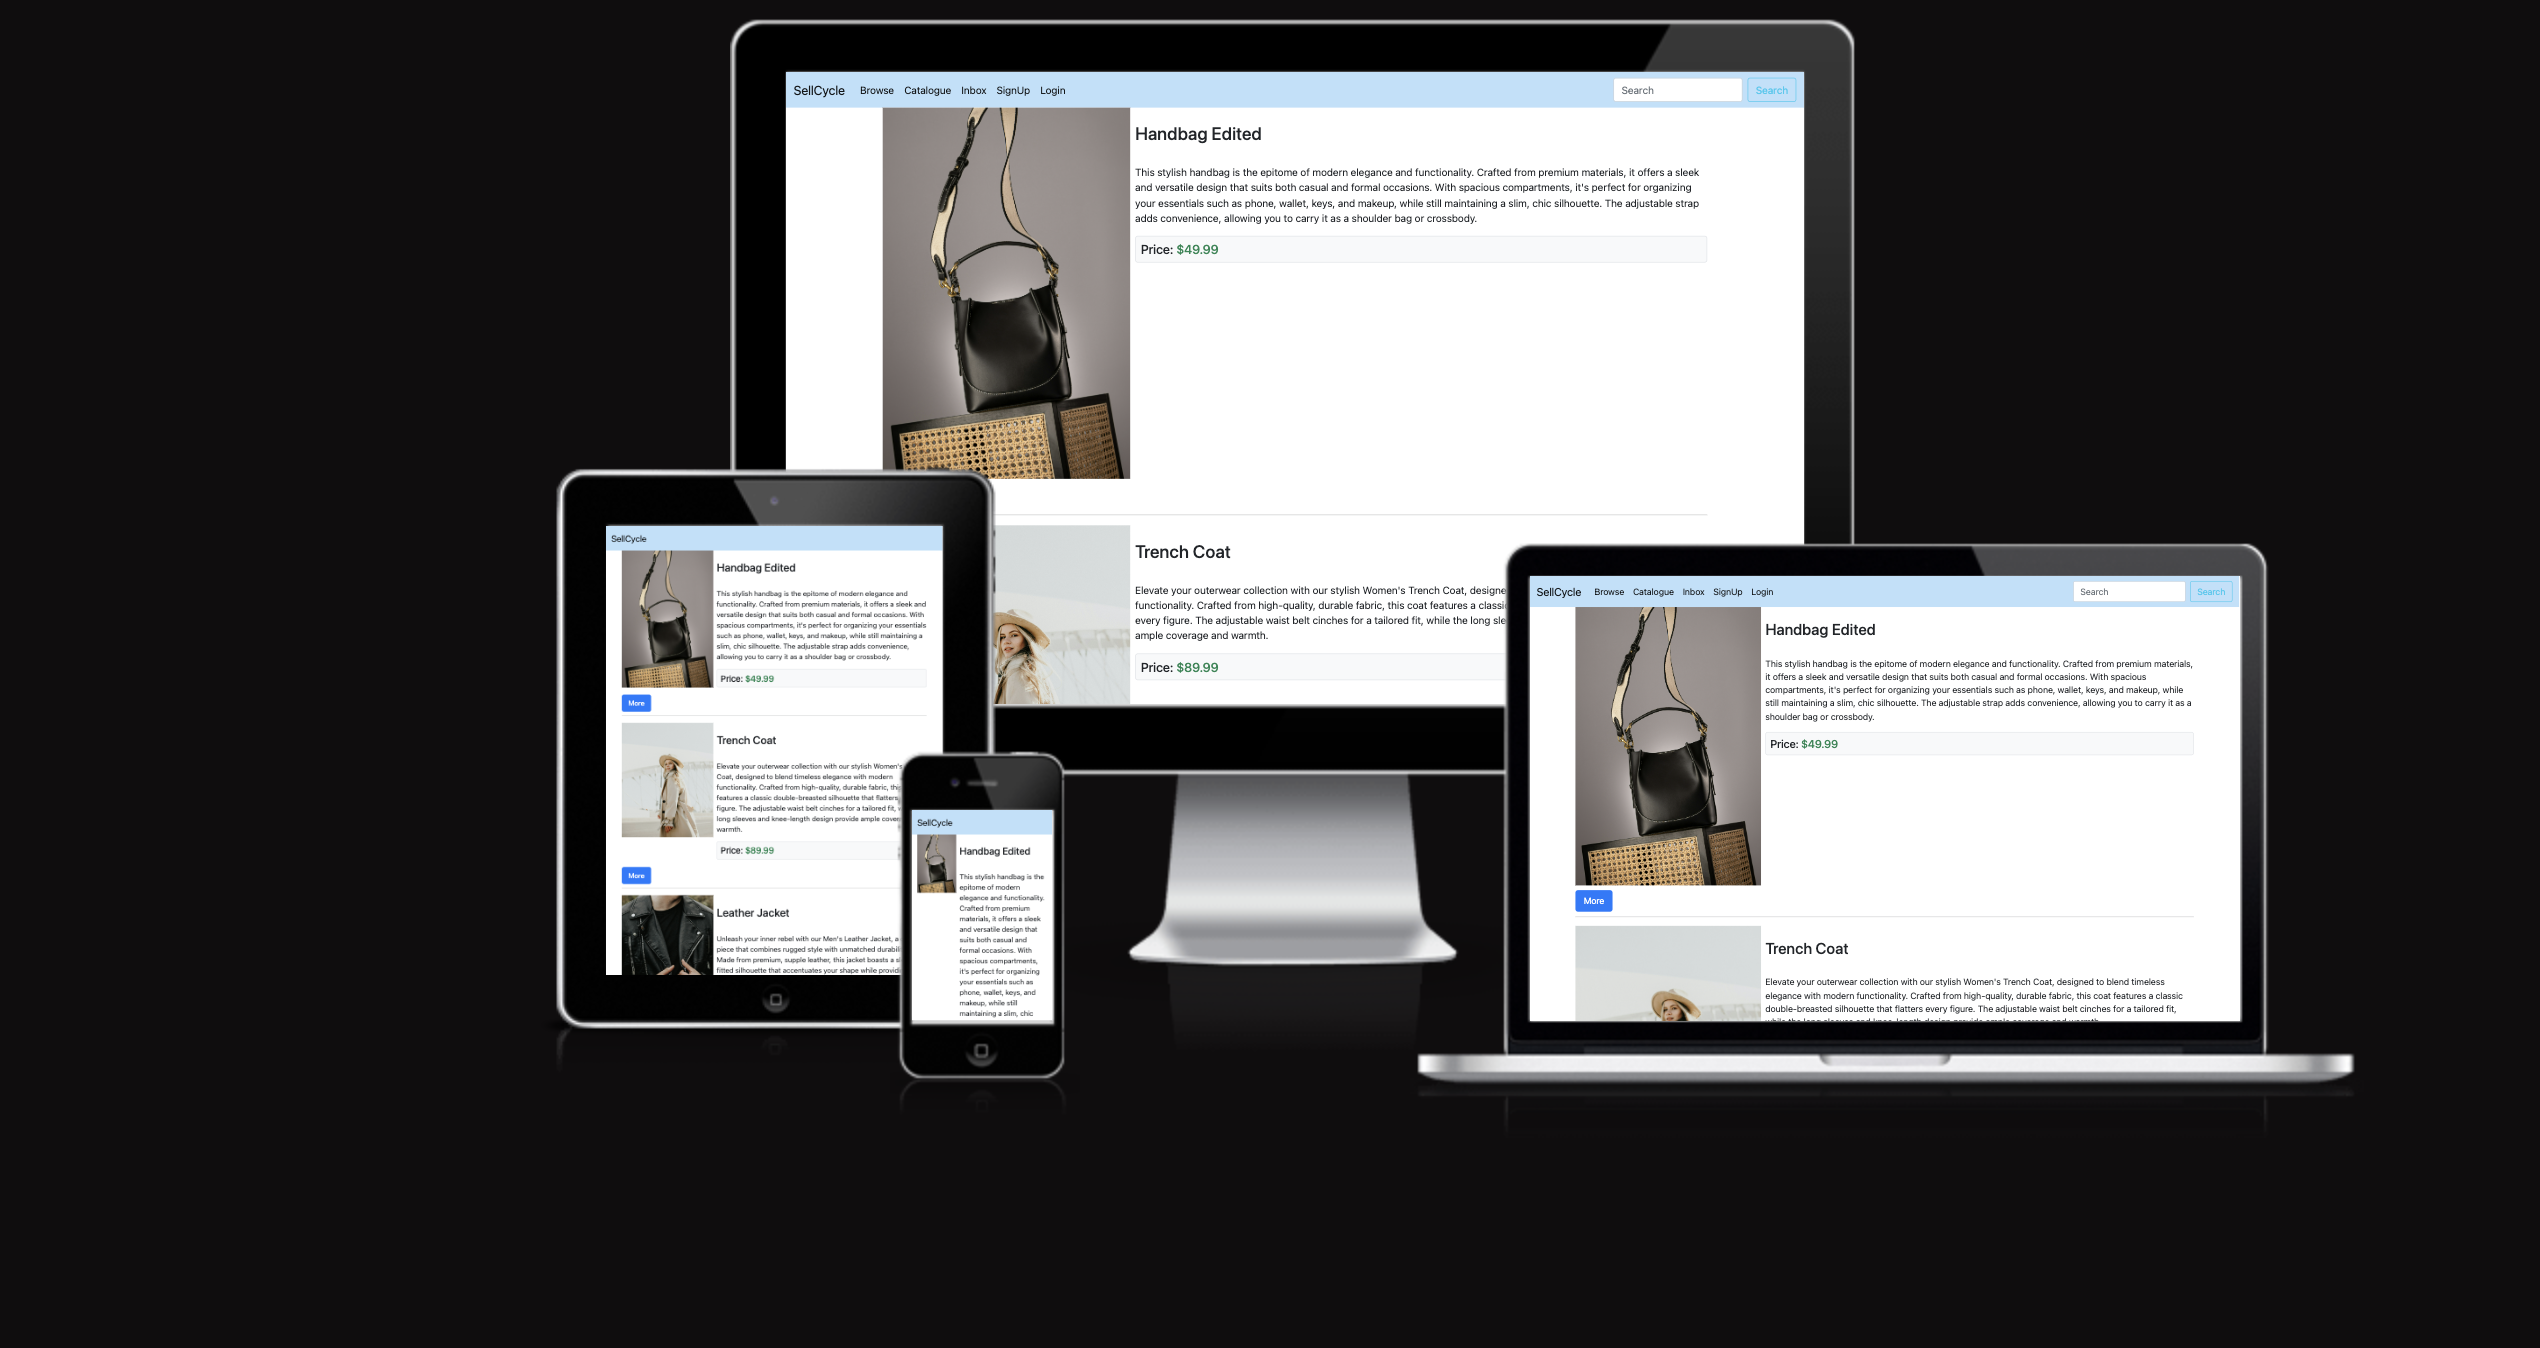 SellCycle Browse Catalogue Inbox SignUp Login Search Search
Handbag Edited
This stylish handbag is the epitome of modern elegance and functionality. Crafted from premium materials, it offers a sleek
and versatile design that suits both casual and formal occasions. With spacious compartments, it's perfect for organizing
your essentials such as phone, wallet, keys, and makeup, while still maintaining a slim, chic silhouette. The adjustable strap
adds convenience, allowing you to carry it as a shoulder bag or crossbody.
Price: $49.99
Trench Coat
Elevate your outerwear collection with our stylish Women's Trench Coat, designe
functionality. Crafted from high-quality, durable fabric, this coat features a classi
every figure. The adjustable waist belt cinches for a tailored fit, while the long sle
ample coverage and warmth.
Price: $89.99
SellCycle
Handbag Edited
This stylish handbag is the epitome of modern elegance and
functionality. Crafted from premium materials, it offers a sleek and
versatile design that suits both casual and formal occasions. With
spacious compartments, it's perfect for organizing your essentials
such as phone, wallet, keys, and makeup, while still maintaining a
slim, chic silhouette. The adjustable strap adds convenience,
allowing you to carry it as a shoulder bag or crossbody.
Price: $49.99
More
Trench Coat
Elevate your outerwear collection with our stylish Women's
Coat, designed to blend timeless elegance with modern
functionality. Crafted from high-quality, durable fabric, thi
features a classic double-breasted silhouette that flatters
figure. The adjustable waist belt cinches for a tailored fit,
long sleeves and knee-length design provide ample cover
warmth.
Price: $89.99
More
Leather Jacket
Unleash your inner rebel with our Men's Leather Jacket, a
piece that combines rugged style with unmatched durabil
Made from premium, supple leather, this jacket boasts a s
fitted silhouette that accentuates your shape while providi
SellCycle
Handbag Edited
This stylish handbag is the
epitome of modern
elegance and functionality.
Crafted from premium
materials, it offers a sleek
and versatile design that
suits both casual and
formal occasions. With
spacious compartments,
it's perfect for organizing
your essentials such as
phone, wallet, keys, and
makeup, while still
maintaining a slim, chic
SellCycle Browse Catalogue Inbox SignUp Login Search Search
Handbag Edited
This stylish handbag is the epitome of modern elegance and functionality. Crafted from premium materials,
it offers a sleek and versatile design that suits both casual and formal occasions. With spacious
compartments, it's perfect for organizing your essentials such as phone, wallet, keys, and makeup, while
still maintaining a slim, chic silhouette. The adjustable strap adds convenience, allowing you to carry it as a
shoulder bag or crossbody.
Price: $49.99
More
Trench Coat
Elevate your outerwear collection with our stylish Women's Trench Coat, designed to blend timeless
elegance with modern functionality. Crafted from high-quality, durable fabric, this coat features a classic
double-breasted silhouette that flatters every figure. The adjustable waist belt cinches for a tailored fit,
while the long sleeves and knee-length design provide ample coverage and warmth.